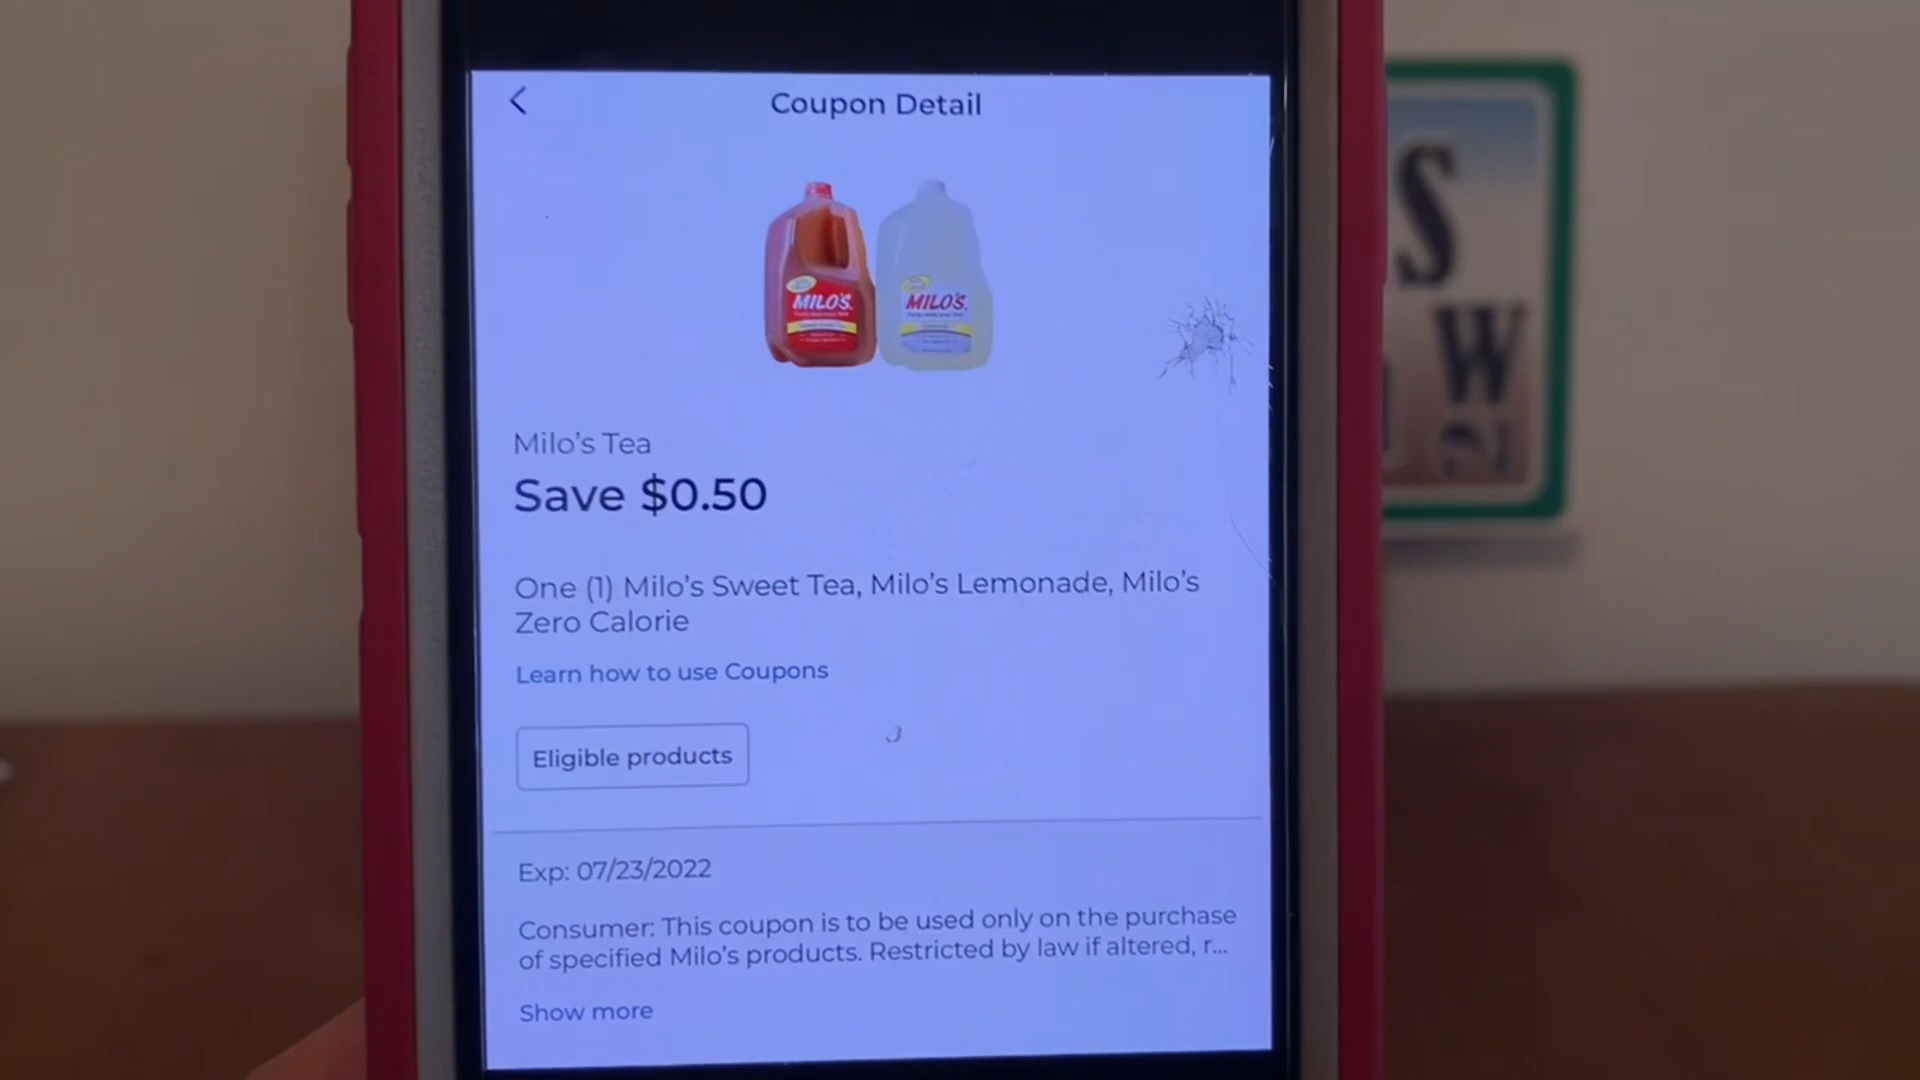 Coupon Detail
MILO'S.
MILO'S.
Milo's Tea
Save $0.50
One (1) Milo's Sweet Tea, Milo's Lemonade, Milo's
Zero Calorie
Learn how to use Coupons
Eligible products
Exp: 07/23/2022
Consumer: This coupon is to be used only on the purchase
of specified Milo's products. Restricted by law if altered, r...
Show more
S
W